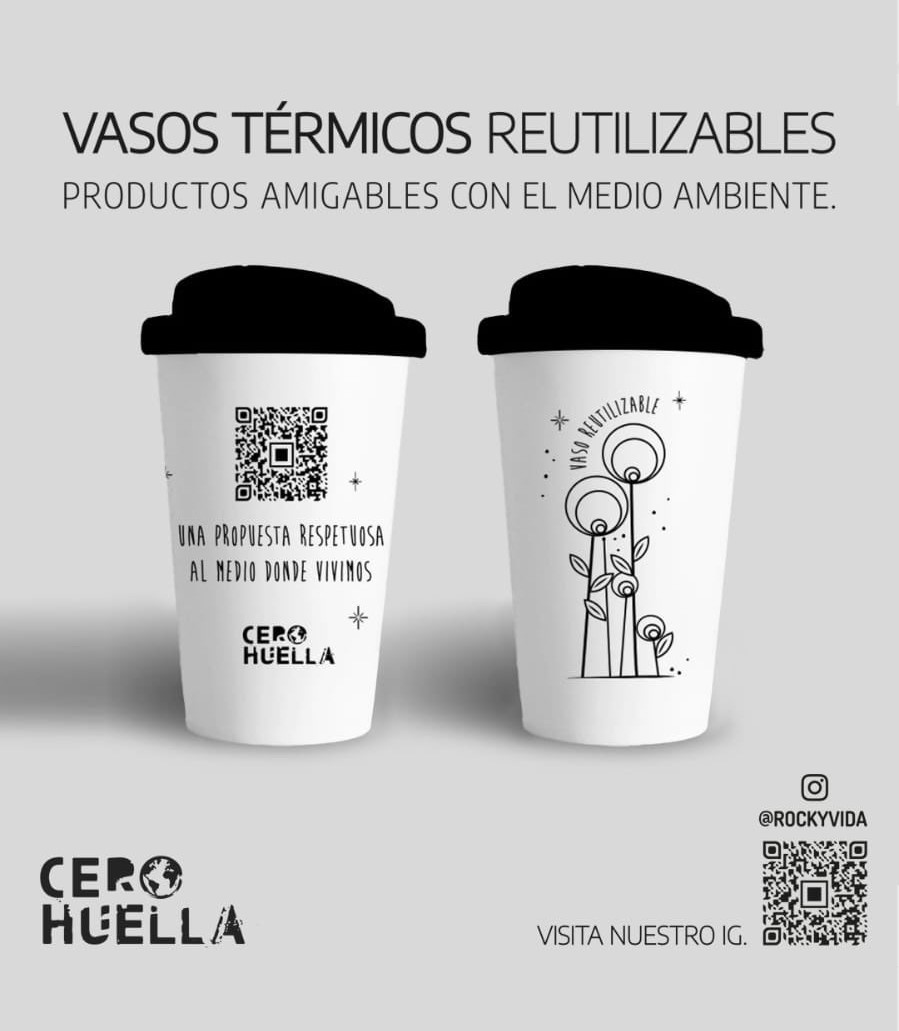 VASOS TÉRMICOS REUTILIZABLES
PRODUCTOS AMIGABLES CON EL MEDIO AMBIENTE.
UNA PROPUESTA RESPETUOSA
AL MEDIO DONDE VIVIMOS
CERO
HUELLA
VASO REUTILIZABLE
@ROCKYVIDA
VISITA NUESTRO IG.
CERO
HUELLA